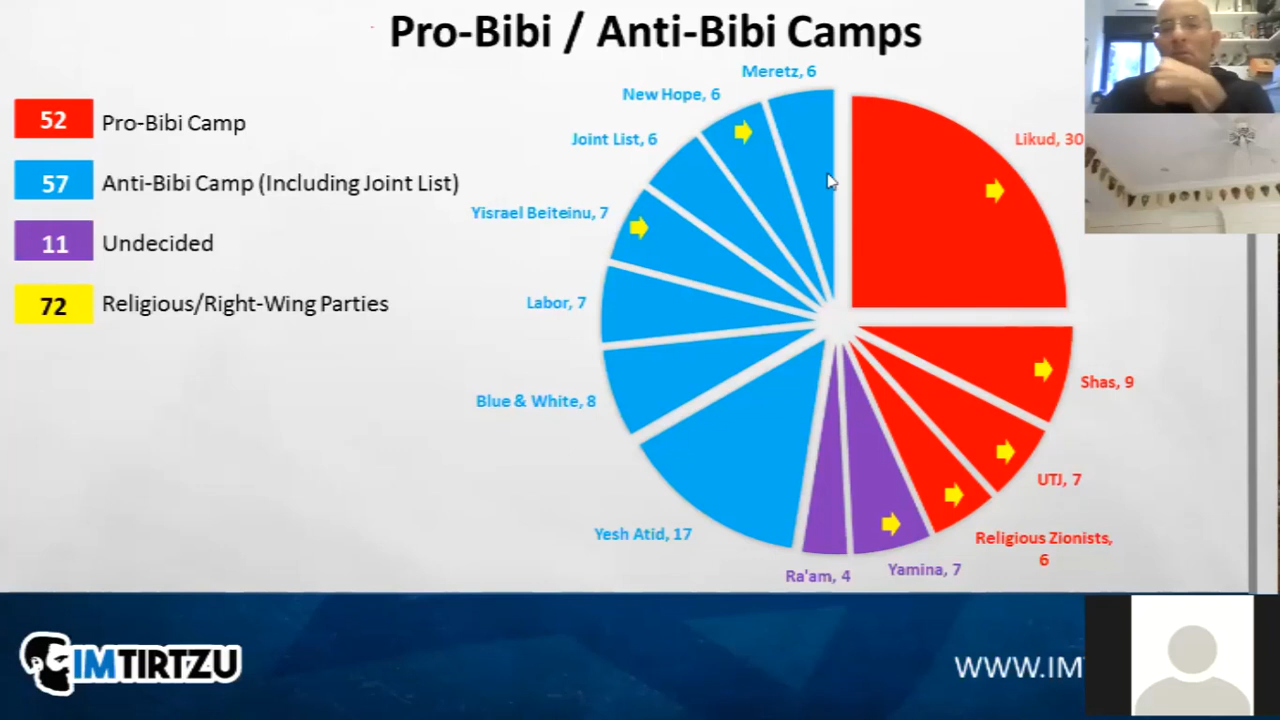 Pro-Bibi / Anti-Bibi Camps
52 Pro-Bibi Camp
57 Anti-Bibi Camp (Including Joint List)
11 Undecided
72 Religious/Right-Wing Parties
Meretz, 6
New Hope, 6
Joint List, 6
Yisrael Beiteinu, 7
Labor, 7
Blue & White, 8
Yesh Atid, 17
Ra'am, 4
Yamina, 7
Religious Zionists,
6
UTJ, 7
Shas, 9
Likud, 30
IMTIRTZU
WWW.IM